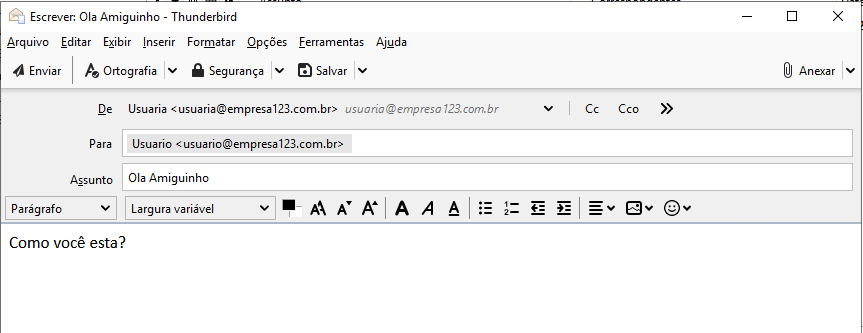 Escrever: Ola Amiguinho - Thunderbird
Arquivo Editar Exibir Inserir Formatar Opções Ferramentas Ajuda
Enviar Ortografia Segurança Salvar Anexar
De Usuaria <usuaria@empresa123.com.br> usuaria@empresa123.com.br Cc Cco
Para Usuario <usuario@empresa123.com.br>
Assunto Ola Amiguinho
Parágrafo Largura variável
Como você esta?